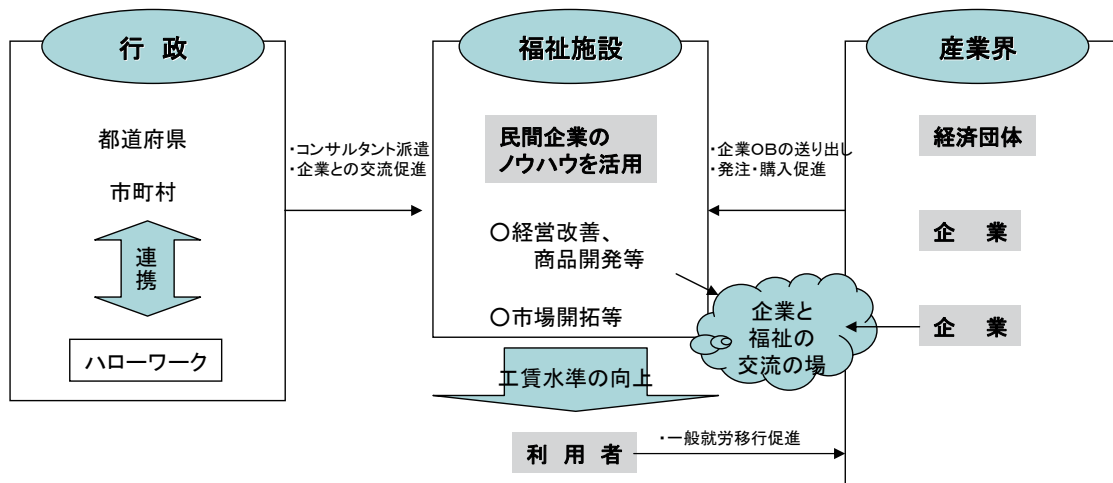 行 政
都道府県
市町村
連携
ハローワーク
・コンサルタント派遣
・企業との交流促進
福祉施設
民間企業の
ノウハウを活用
○経営改善、
商品開発等
○市場開拓等
工賃水準の向上
利 用 者
・一般就労移行促進
・企業OBの送り出し
・発注・購入促進
企業と
福祉の
交流の場
産業界
経済団体
企 業
企 業